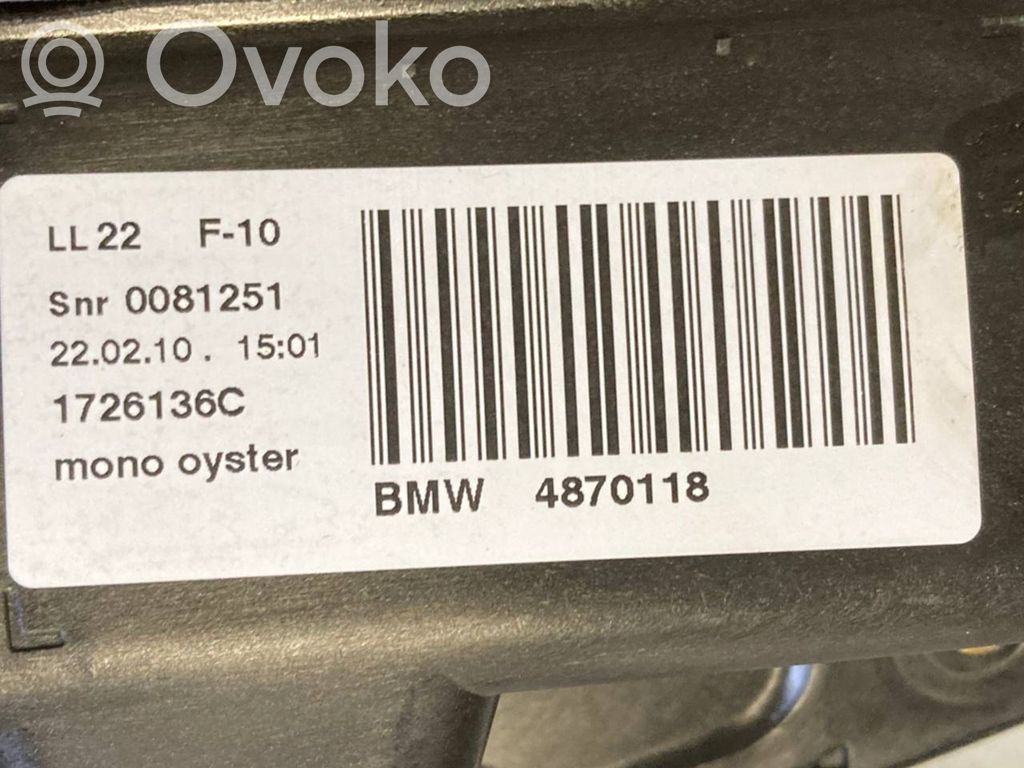 Ovoko
LL 22 F-10
Snr 0081251
22.02.10 . 15:01
1726136C
mono oyster
BMW 4870118